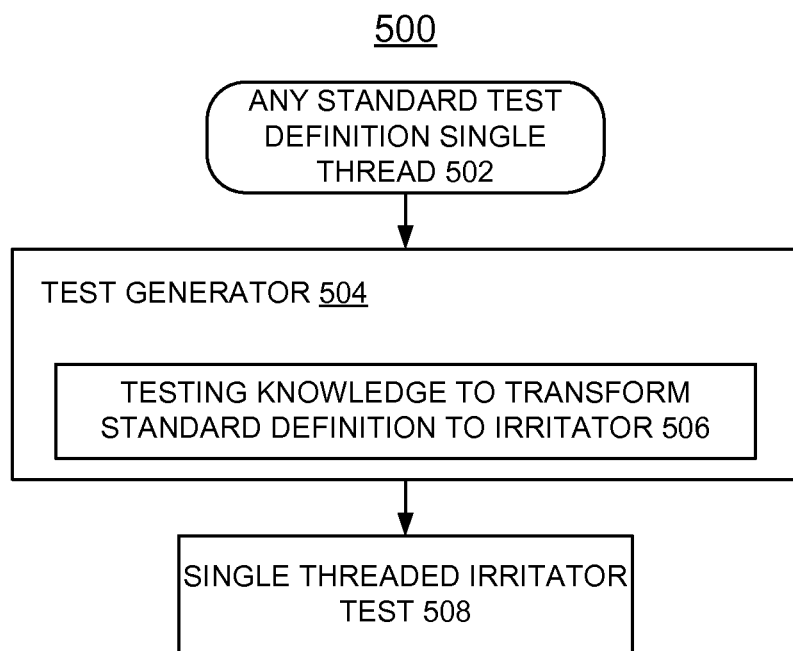 500
ANY STANDARD TEST
DEFINITION SINGLE
THREAD 502
TEST GENERATOR 504
TESTING KNOWLEDGE TO TRANSFORM
STANDARD DEFINITION TO IRRITATOR 506
SINGLE THREADED IRRITATOR
TEST 508